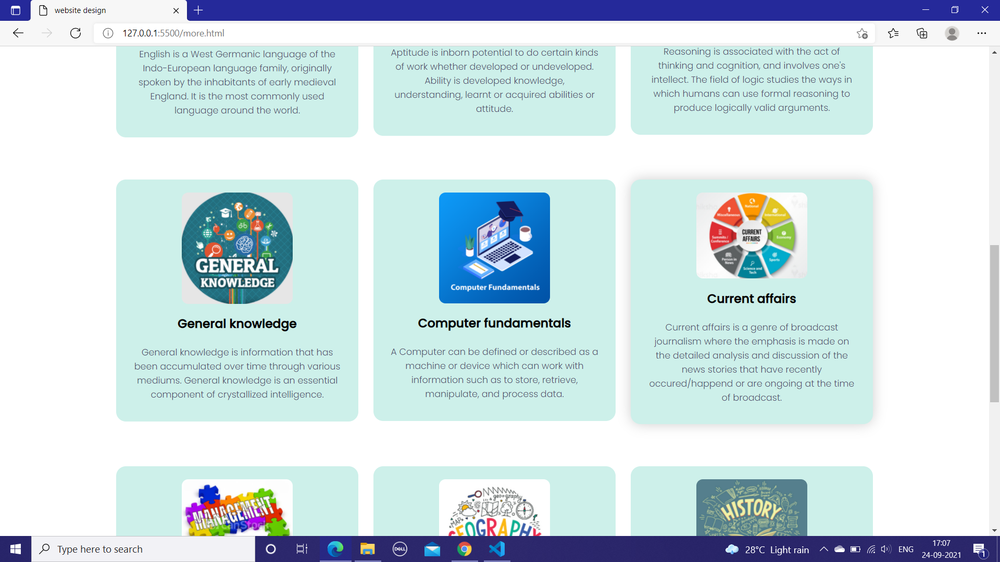 website design
127.0.0.1:5500/more.html
English is a West Germanic language of the
Indo-European language family, originally
spoken by the inhabitants of early medieval
England. It is the most commonly used
language around the world.
Aptitude is inborn potential to do certain kinds
of work whether developed or undeveloped.
Ability is developed knowledge,
understanding, learnt or acquired abilities or
attitude.
Reasoning is associated with the act of
thinking and cognition, and involves one's
intellect. The field of logic studies the ways in
which humans can use formal reasoning to
produce logically valid arguments.
GENERAL
KNOWLEDGE
General knowledge
General knowledge is information that has
been accumulated over time through various
mediums. General knowledge is an essential
component of crystallized intelligence.
Computer Fundamentals
Computer fundamentals
A Computer can be defined or described as a
machine or device which can work with
information such as to store, retrieve,
manipulate, and process data.
National
Miscellaneous
International
CURRENT
AFFAIRS
Summits /
Conference
Economy
Person in
News
Sports
Science and
Tech
Current affairs
Current affairs is a genre of broadcast
journalism where the emphasis is made on
the detailed analysis and discussion of the
news stories that have recently
occured/happend or are ongoing at the time
of broadcast.
MANAGEMENT
geography
MAPS
GEOGRAPHY
HISTORY
Type here to search
DELL
28°C Light rain
ENG
17:07
24-09-2021
1